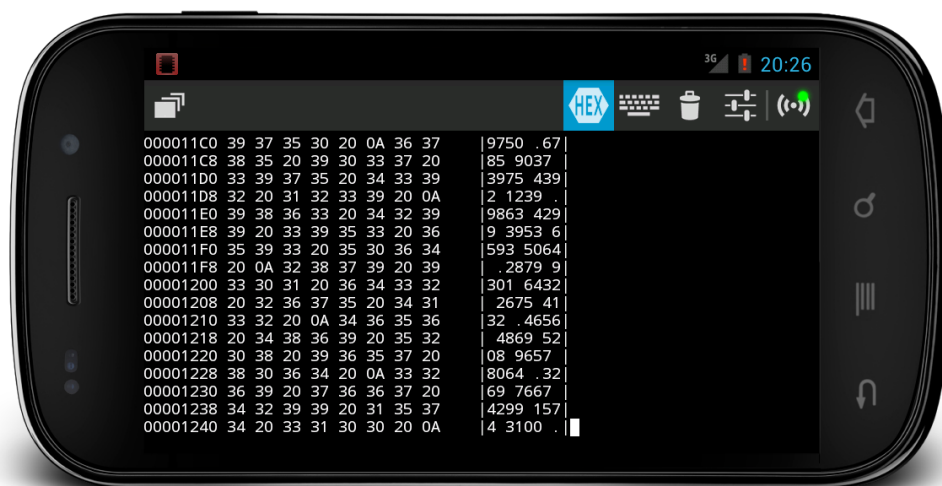 3G 20:26
HEX
000011C0 39 37 35 30 20 0A 36 37 |9750 .67|
000011C8 38 35 20 39 30 33 37 20 |85 9037 |
000011D0 33 39 37 35 20 34 33 39 |3975 439|
000011D8 32 20 31 32 33 39 20 0A |2 1239 .|
000011E0 39 38 36 33 20 34 32 39 |9863 429|
000011E8 39 20 33 39 35 33 20 36 |9 3953 6|
000011F0 35 39 33 20 35 30 36 34 |593 5064|
000011F8 20 0A 32 38 37 39 20 39 | .2879 9|
00001200 33 30 31 20 36 34 33 32 |301 6432|
00001208 20 32 36 37 35 20 34 31 | 2675 41|
00001210 33 32 20 0A 34 36 35 36 |32 .4656|
00001218 20 34 38 36 39 20 35 32 | 4869 52|
00001220 30 38 20 39 36 35 37 20 |08 9657 |
00001228 38 30 36 34 20 0A 33 32 |8064 .32|
00001230 36 39 20 37 36 36 37 20 |69 7667 |
00001238 34 32 39 39 20 31 35 37 |4299 157|
00001240 34 20 33 31 30 30 20 0A |4 3100 .|